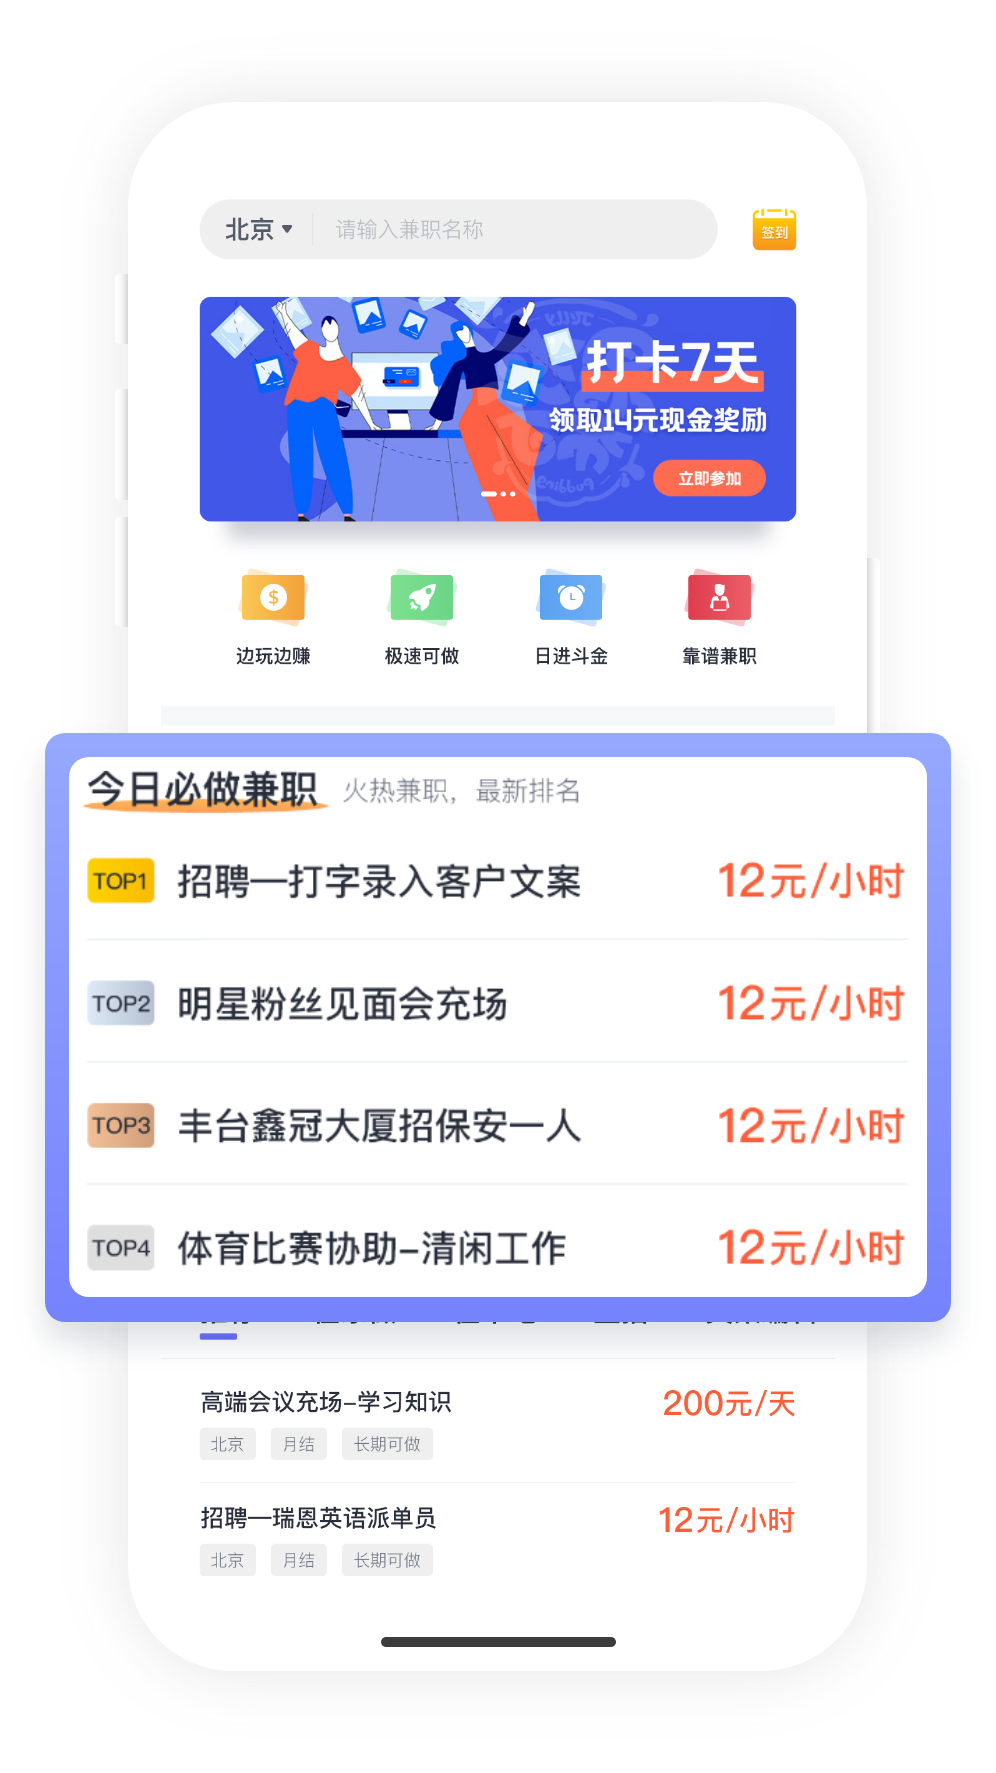 北京 请输入兼职名称 签到
打卡7天
领取14元现金奖励
立即参加
边玩边赚 极速可做 日进斗金 靠谱兼职
今日必做兼职 火热兼职，最新排名
TOP1 招聘—打字录入客户文案 12元/小时
TOP2 明星粉丝见面会充场 12元/小时
TOP3 丰台鑫冠大厦招保安一人 12元/小时
TOP4 体育比赛协助-清闲工作 12元/小时
高端会议充场-学习知识 200元/天
北京 月结 长期可做
招聘—瑞恩英语派单员 12元/小时
北京 月结 长期可做